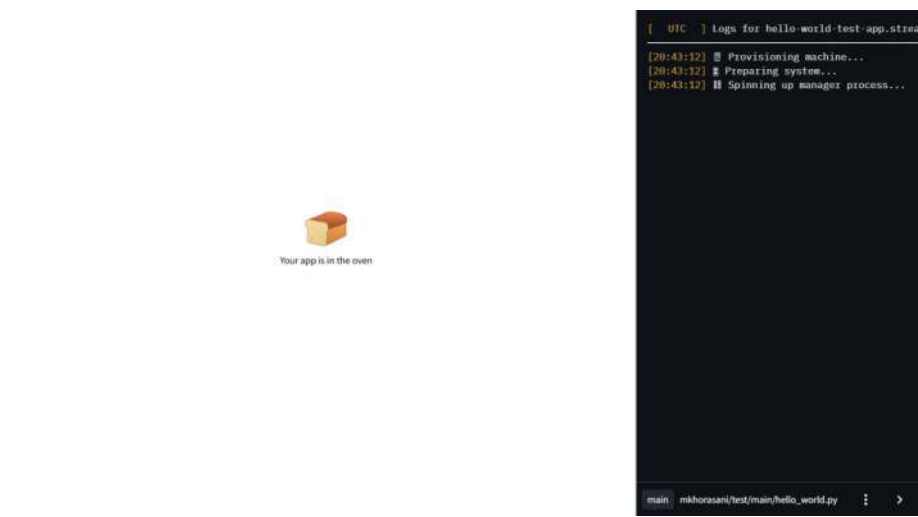 Your app is in the oven
[ UTC ] Logs for hello-world-test-app.strea
[20:43:12] Provisioning machine...
[20:43:12] Preparing system...
[20:43:12] Spinning up manager process...
main mkhorasani/test/main/hello_world.py